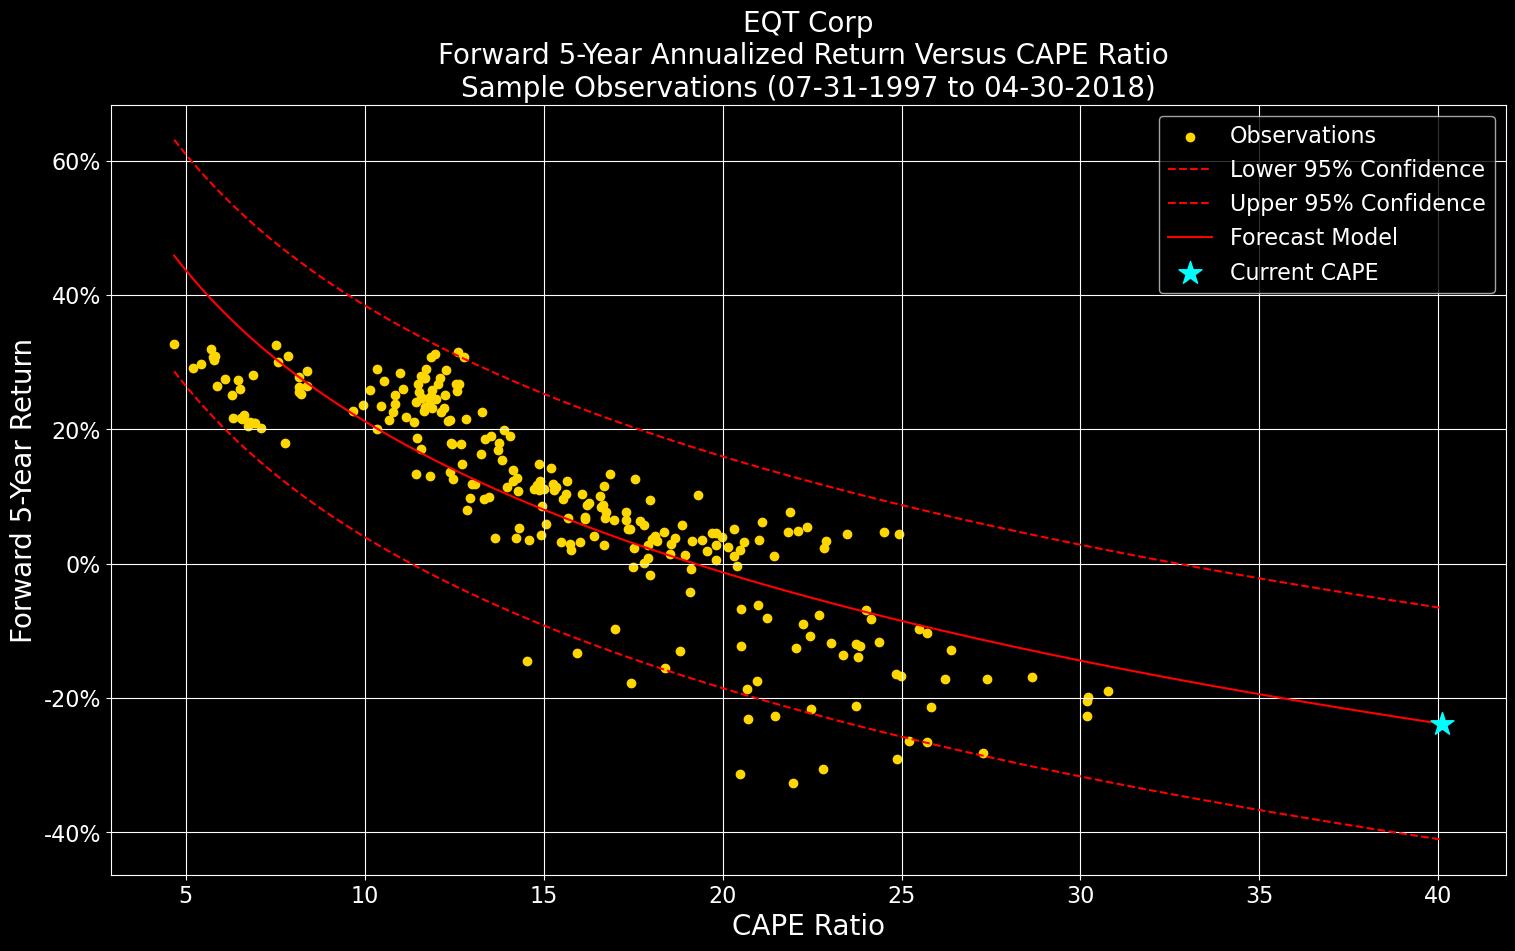 EQT Corp
Forward 5-Year Annualized Return Versus CAPE Ratio
Sample Observations (07-31-1997 to 04-30-2018)
Observations
Lower 95% Confidence
Upper 95% Confidence
Forecast Model
Current CAPE
Forward 5-Year Return
60%
40%
20%
0%
-20%
-40%
5 10 15 20 25 30 35 40
CAPE Ratio